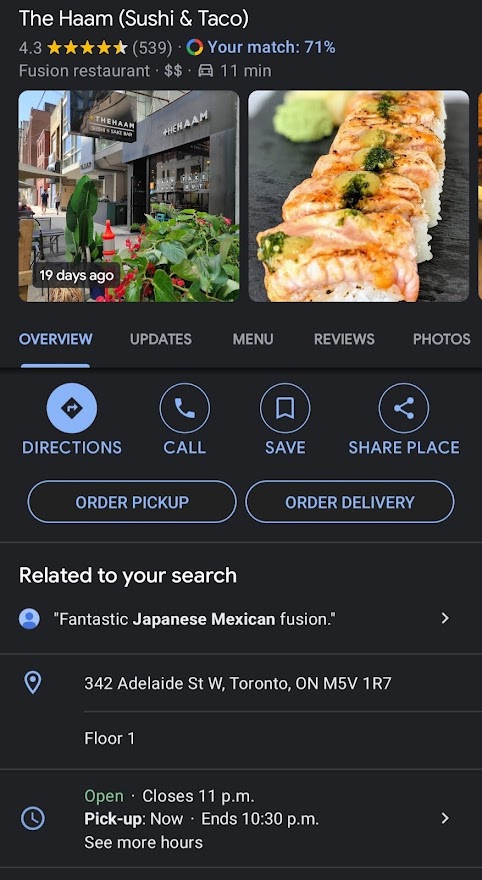 The Haam (Sushi & Taco)
4.3 (539) · Your match: 71%
Fusion restaurant · $$ · 11 min
THEHAAM
SUSHI & SAKE BAR
THEHAAM
TAKE
OUT
19 days ago
OVERVIEW UPDATES MENU REVIEWS PHOTOS
DIRECTIONS CALL SAVE SHARE PLACE
ORDER PICKUP ORDER DELIVERY
Related to your search
"Fantastic Japanese Mexican fusion."
342 Adelaide St W, Toronto, ON M5V 1R7
Floor 1
Open · Closes 11 p.m.
Pick-up: Now · Ends 10:30 p.m.
See more hours